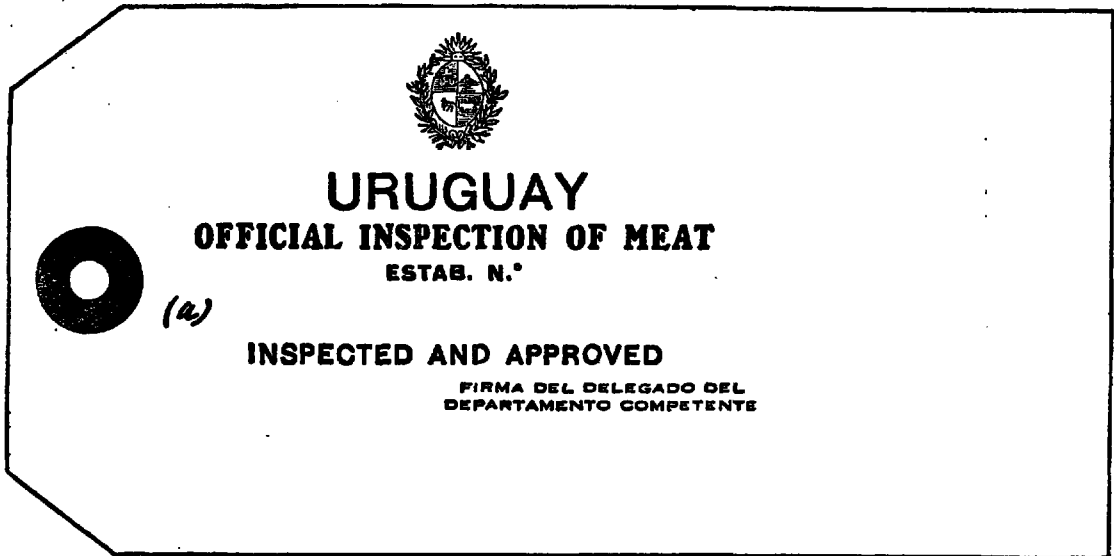 URUGUAY
OFFICIAL INSPECTION OF MEAT
ESTAB. N.°
(a)
INSPECTED AND APPROVED
FIRMA DEL DELEGADO DEL
DEPARTAMENTO COMPETENTE